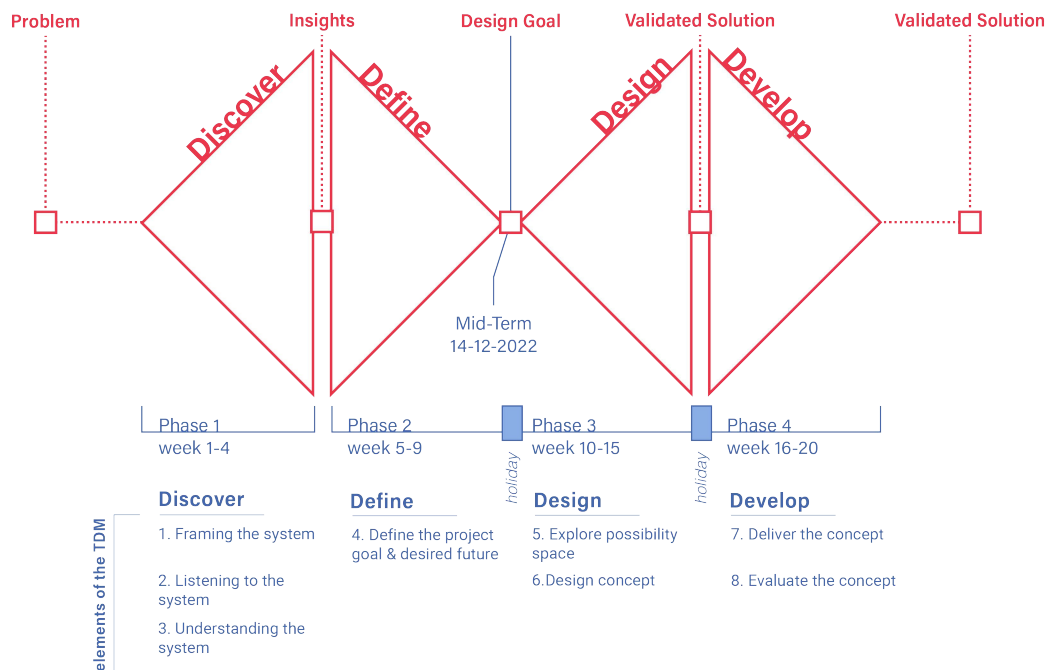 Problem
Insights
Design Goal
Validated Solution
Validated Solution
Discover
Define
Design
Develop
Mid-Term
14-12-2022
Phase 1
week 1-4
Phase 2
week 5-9
holiday
Phase 3
week 10-15
holiday
Phase 4
week 16-20
elements of the TDM
Discover
1. Framing the system
2. Listening to the
system
3. Understanding the
system
Define
4. Define the project
goal & desired future
Design
5. Explore possibility
space
6.Design concept
Develop
7. Deliver the concept
8. Evaluate the concept